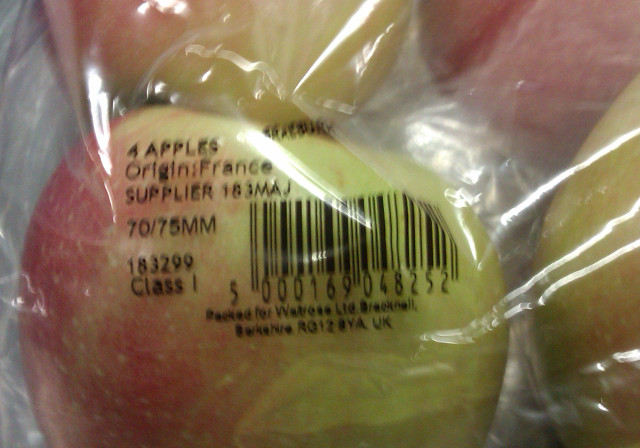 BRAEBURN
4 APPLES
Origin:France
SUPPLIER 183MAJ
70/75MM
183299
Class I
5 000169 048252
Packed for Waitrose Ltd. Bracknell,
Berkshire RG12 8YA. UK